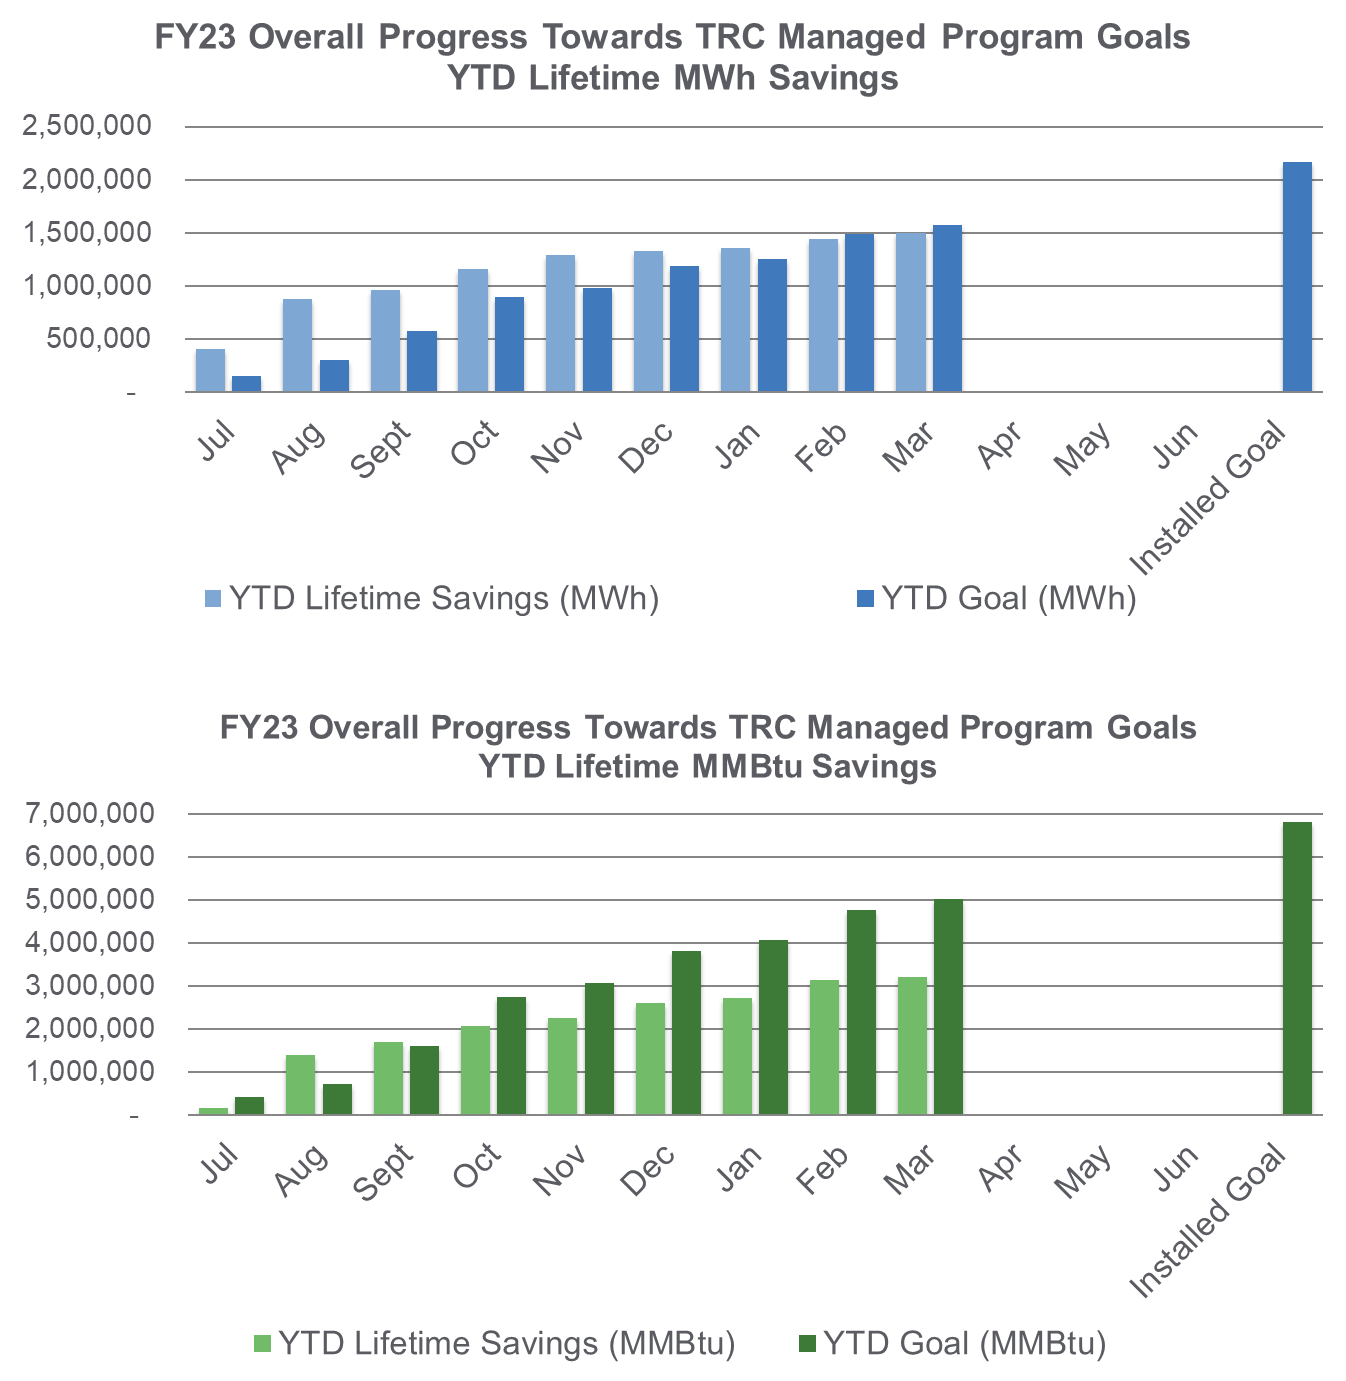 FY23 Overall Progress Towards TRC Managed Program Goals
YTD Lifetime MWh Savings
2,500,000
2,000,000
1,500,000
1,000,000
500,000
-
Jul
Aug
Sept
Oct
Nov
Dec
Jan
Feb
Mar
Apr
May
Jun
Installed Goal
YTD Lifetime Savings (MWh)
YTD Goal (MWh)
FY23 Overall Progress Towards TRC Managed Program Goals
YTD Lifetime MMBtu Savings
7,000,000
6,000,000
5,000,000
4,000,000
3,000,000
2,000,000
1,000,000
-
Jul
Aug
Sept
Oct
Nov
Dec
Jan
Feb
Mar
Apr
May
Jun
Installed Goal
YTD Lifetime Savings (MMBtu)
YTD Goal (MMBtu)